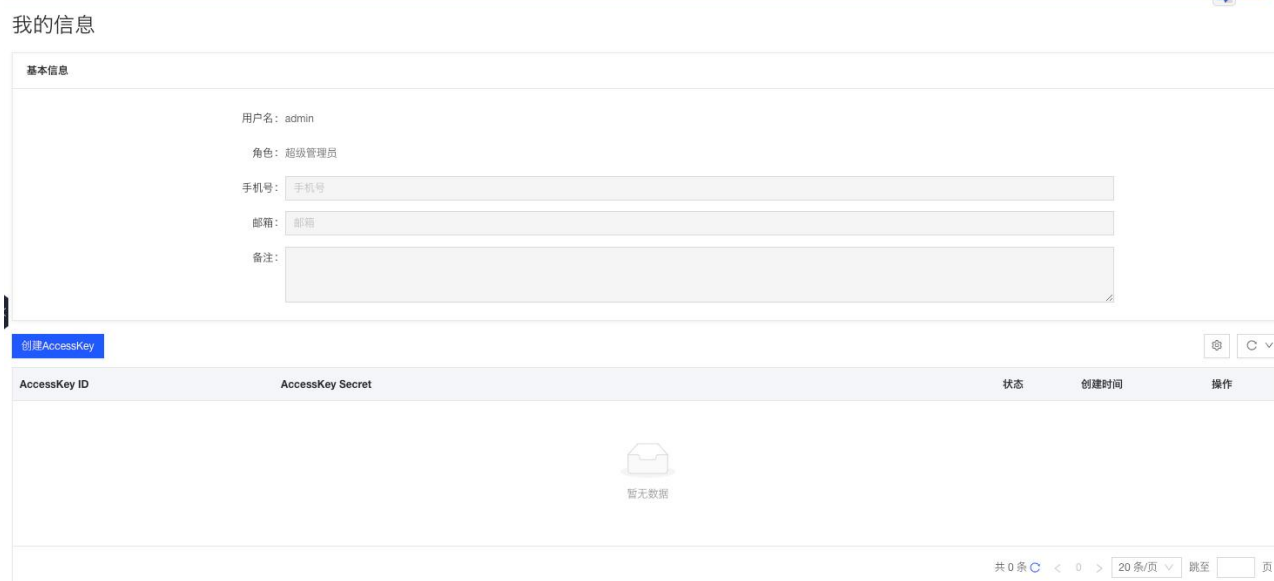 我的信息
基本信息
用户名: admin
角色: 超级管理员
手机号: 手机号
邮箱: 邮箱
备注:
创建AccessKey
AccessKey ID AccessKey Secret 状态 创建时间 操作
暂无数据
共 0 条 < 0 > 20 条/页 跳至 页